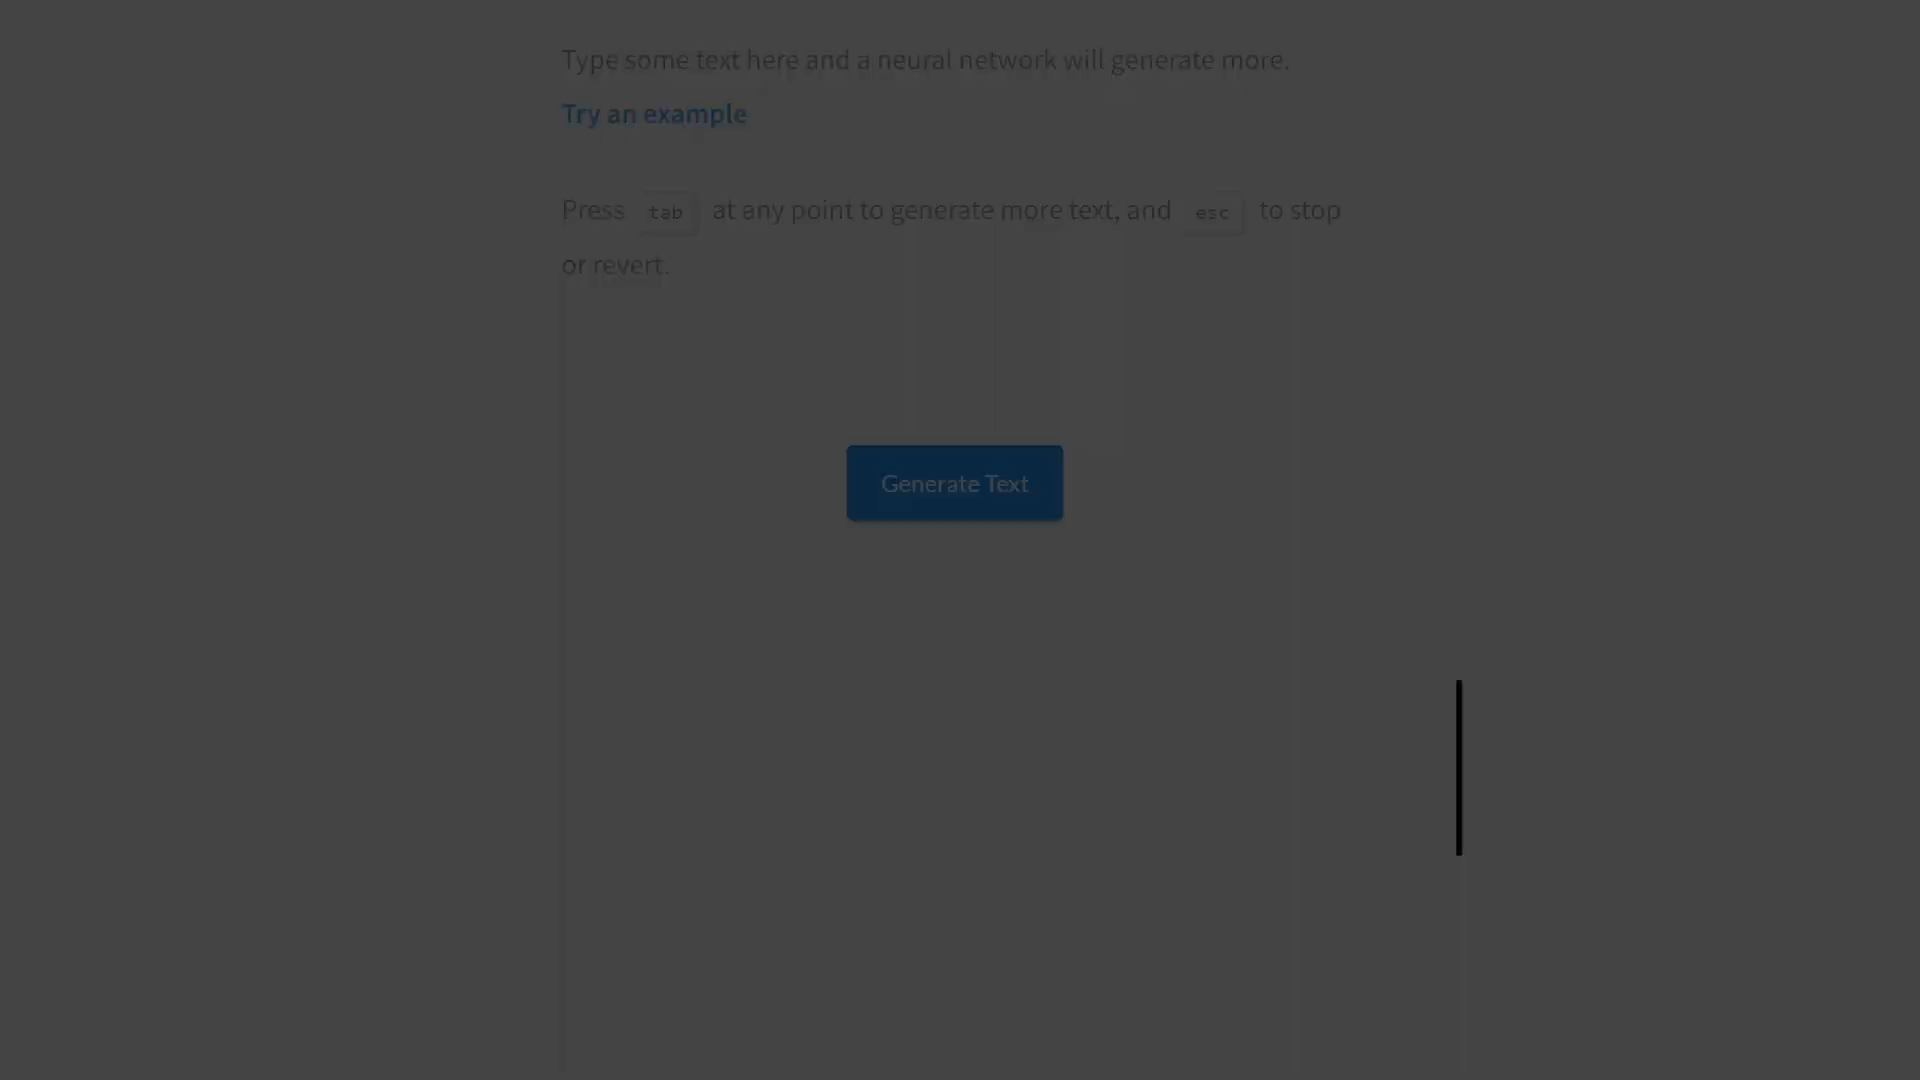 Type some text here and a neural network will generate more.
Try an example
Press tab at any point to generate more text, and esc to stop
or revert.
Generate Text